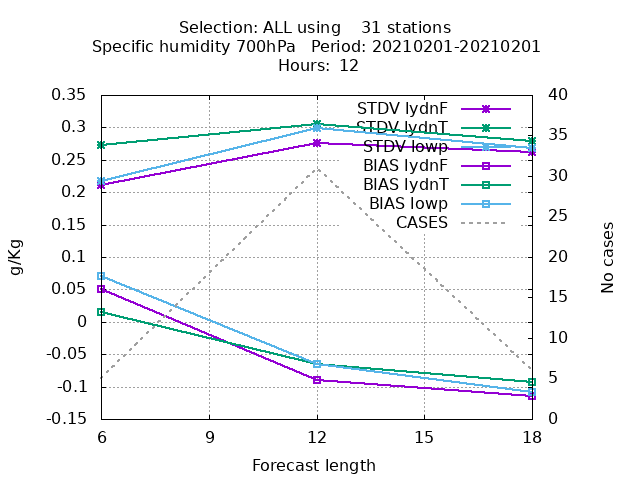 Selection: ALL using    31 stations
Specific humidity 700hPa   Period: 20210201-20210201
Hours:  12
0.35
0.3
0.25
0.2
0.15
0.1
0.05
0
-0.05
-0.1
-0.15
g/Kg
STDV lydnF
STDV lydnT
STDV lowp
BIAS lydnF
BIAS lydnT
BIAS lowp
CASES
40
35
30
25
20
15
10
5
0
No cases
6 9 12 15 18
Forecast length